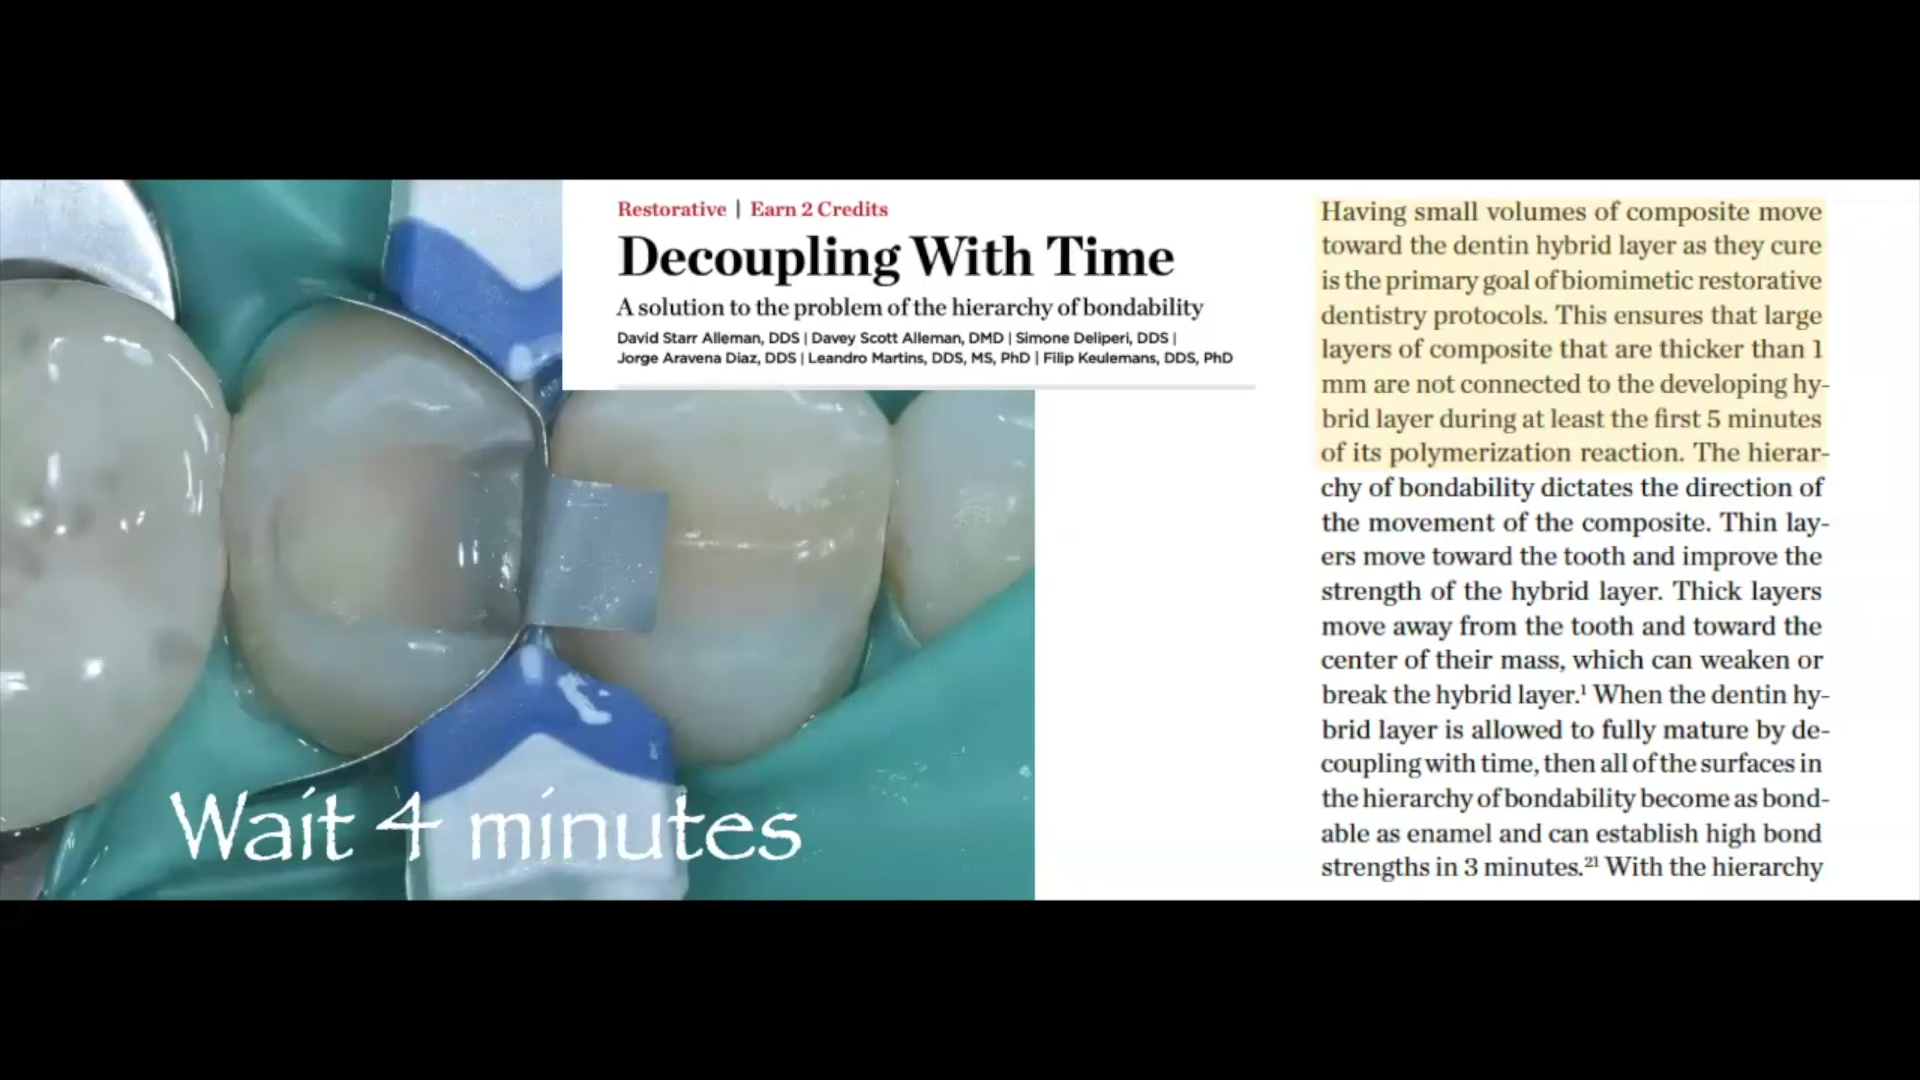 Restorative | Earn 2 Credits
Decoupling With Time
A solution to the problem of the hierarchy of bondability
David Starr Alleman, DDS | Davey Scott Alleman, DMD | Simone Deliperi, DDS |
Jorge Aravena Diaz, DDS | Leandro Martins, DDS, MS, PhD | Filip Keulemans, DDS, PhD
Wait 4 minutes
Having small volumes of composite move
toward the dentin hybrid layer as they cure
is the primary goal of biomimetic restorative
dentistry protocols. This ensures that large
layers of composite that are thicker than 1
mm are not connected to the developing hy-
brid layer during at least the first 5 minutes
of its polymerization reaction. The hierar-
chy of bondability dictates the direction of
the movement of the composite. Thin lay-
ers move toward the tooth and improve the
strength of the hybrid layer. Thick layers
move away from the tooth and toward the
center of their mass, which can weaken or
break the hybrid layer.¹ When the dentin hy-
brid layer is allowed to fully mature by de-
coupling with time, then all of the surfaces in
the hierarchy of bondability become as bond-
able as enamel and can establish high bond
strengths in 3 minutes.²¹ With the hierarchy